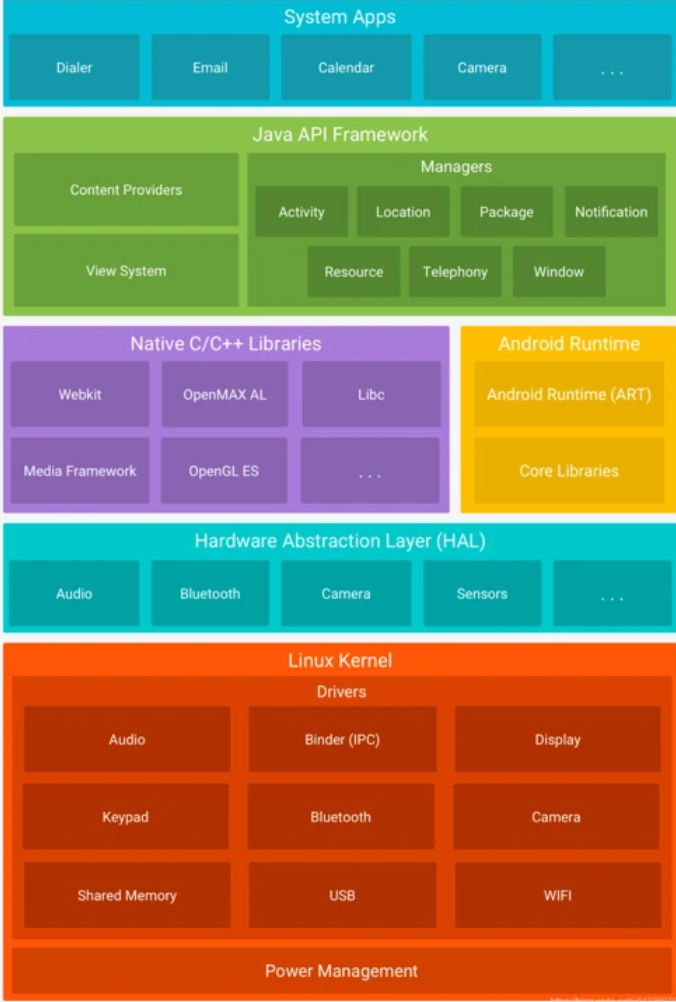 System Apps
Dialer Email Calendar Camera . . .
Java API Framework
Content Providers
View System
Managers
Activity Location Package Notification
Resource Telephony Window
Native C/C++ Libraries
Webkit OpenMAX AL Libc
Media Framework OpenGL ES . . .
Android Runtime
Android Runtime (ART)
Core Libraries
Hardware Abstraction Layer (HAL)
Audio Bluetooth Camera Sensors . . .
Linux Kernel
Drivers
Audio Binder (IPC) Display
Keypad Bluetooth Camera
Shared Memory USB WIFI
Power Management